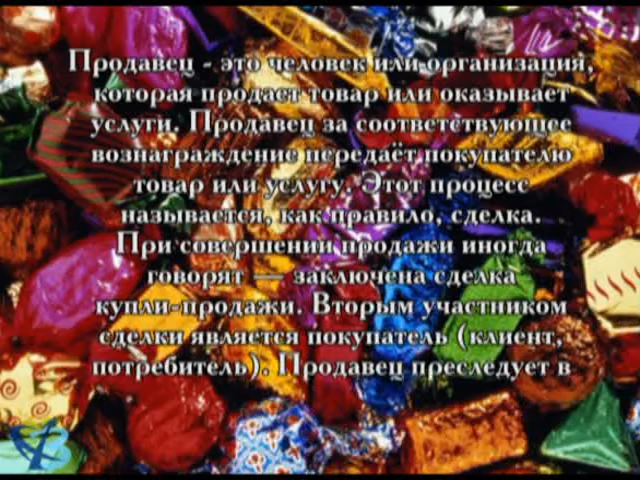 Продавец - это человек или организация,
которая продаст товар или оказывает
услуги. Продавец за соответствующее
вознаграждение передаёт покупателю
товар или услугу. Этот процесс
называется, как правило, сделка.
При совершении продажи иногда
говорят — заключена сделка
купли-продажи. Вторым участником
сделки является покупатель (клиент,
потребитель). Продавец преследует в